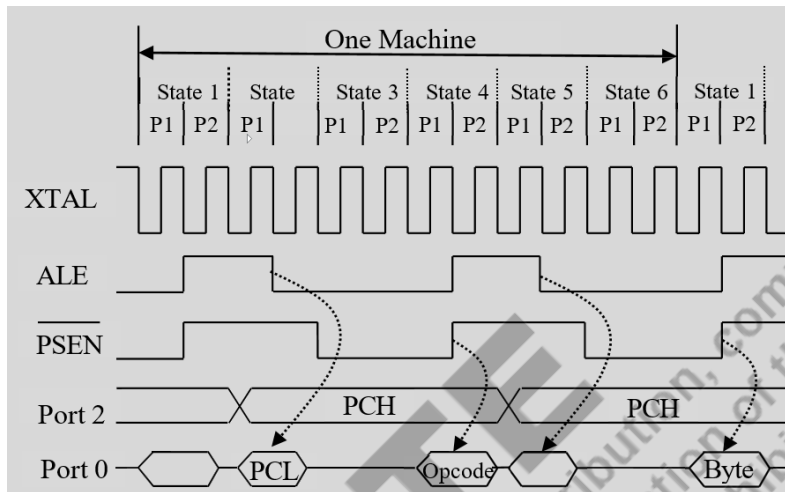 One Machine
State 1 State State 3 State 4 State 5 State 6 State 1
P1 P2 P1 P1 P2 P1 P2 P1 P2 P1 P2 P1 P2
XTAL
ALE
PSEN
Port 2 PCH PCH
Port 0 PCL Opcode Byte